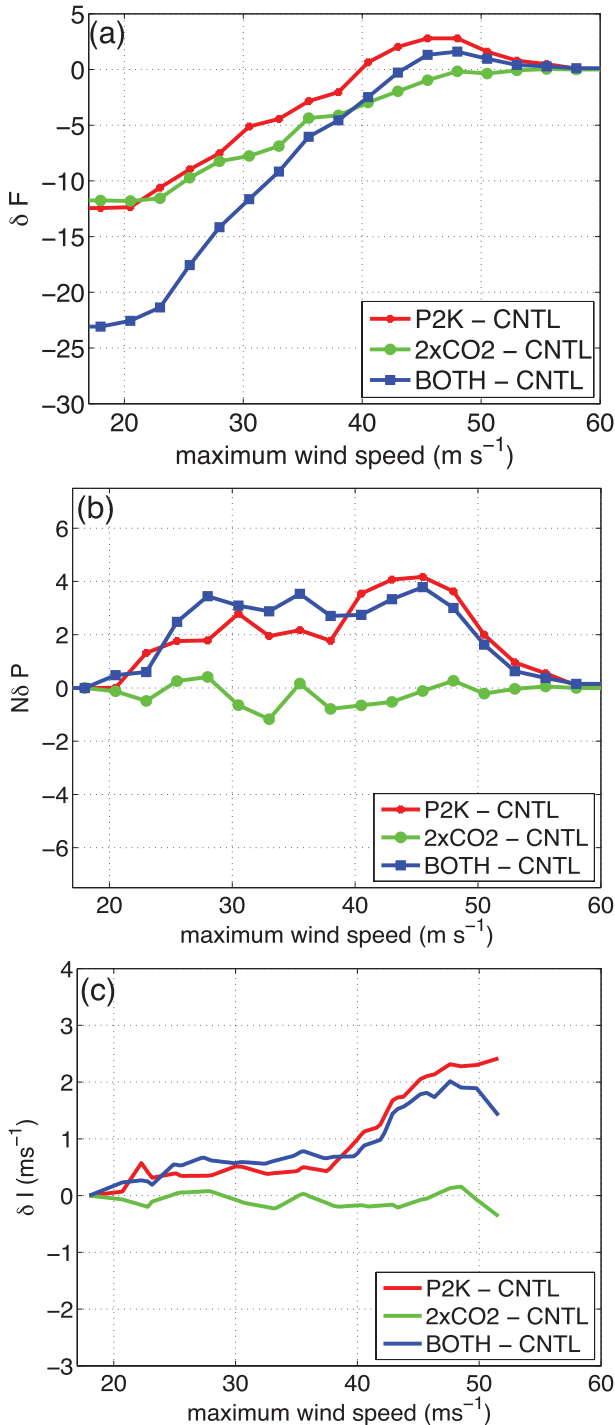 (a)
5
0
−5
−10
−15
−20
−25
−30
δ F
P2K − CNTL
2xCO2 − CNTL
BOTH − CNTL
20 30 40 50 60
maximum wind speed (m s⁻¹)
(b)
6
4
2
0
−2
−4
−6
Nδ P
P2K − CNTL
2xCO2 − CNTL
BOTH − CNTL
20 30 40 50 60
maximum wind speed (m s⁻¹)
(c)
4
3
2
1
0
−1
−2
−3
δ I (ms⁻¹)
P2K − CNTL
2xCO2 − CNTL
BOTH − CNTL
20 30 40 50 60
maximum wind speed (ms⁻¹)